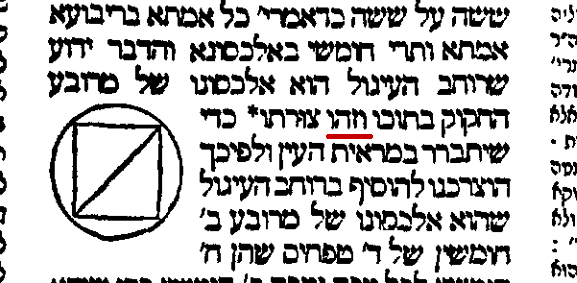 ששה על ששה כדאמרי' כל אמתא בריבועא
אמתא ותרי חומשי באלכסונא והדבר ידוע
שרוחב העיגול הוא אלכסונו של מרובע
החקוק בתוכו וזהו צורתו* כדי
שיתברר במראית העין ולפיכך
הוצרכנו להוסיף ברוחב העיגול
שהוא אלכסונו של מרובע ב'
חומשין של ד' טפחים שהן ח'